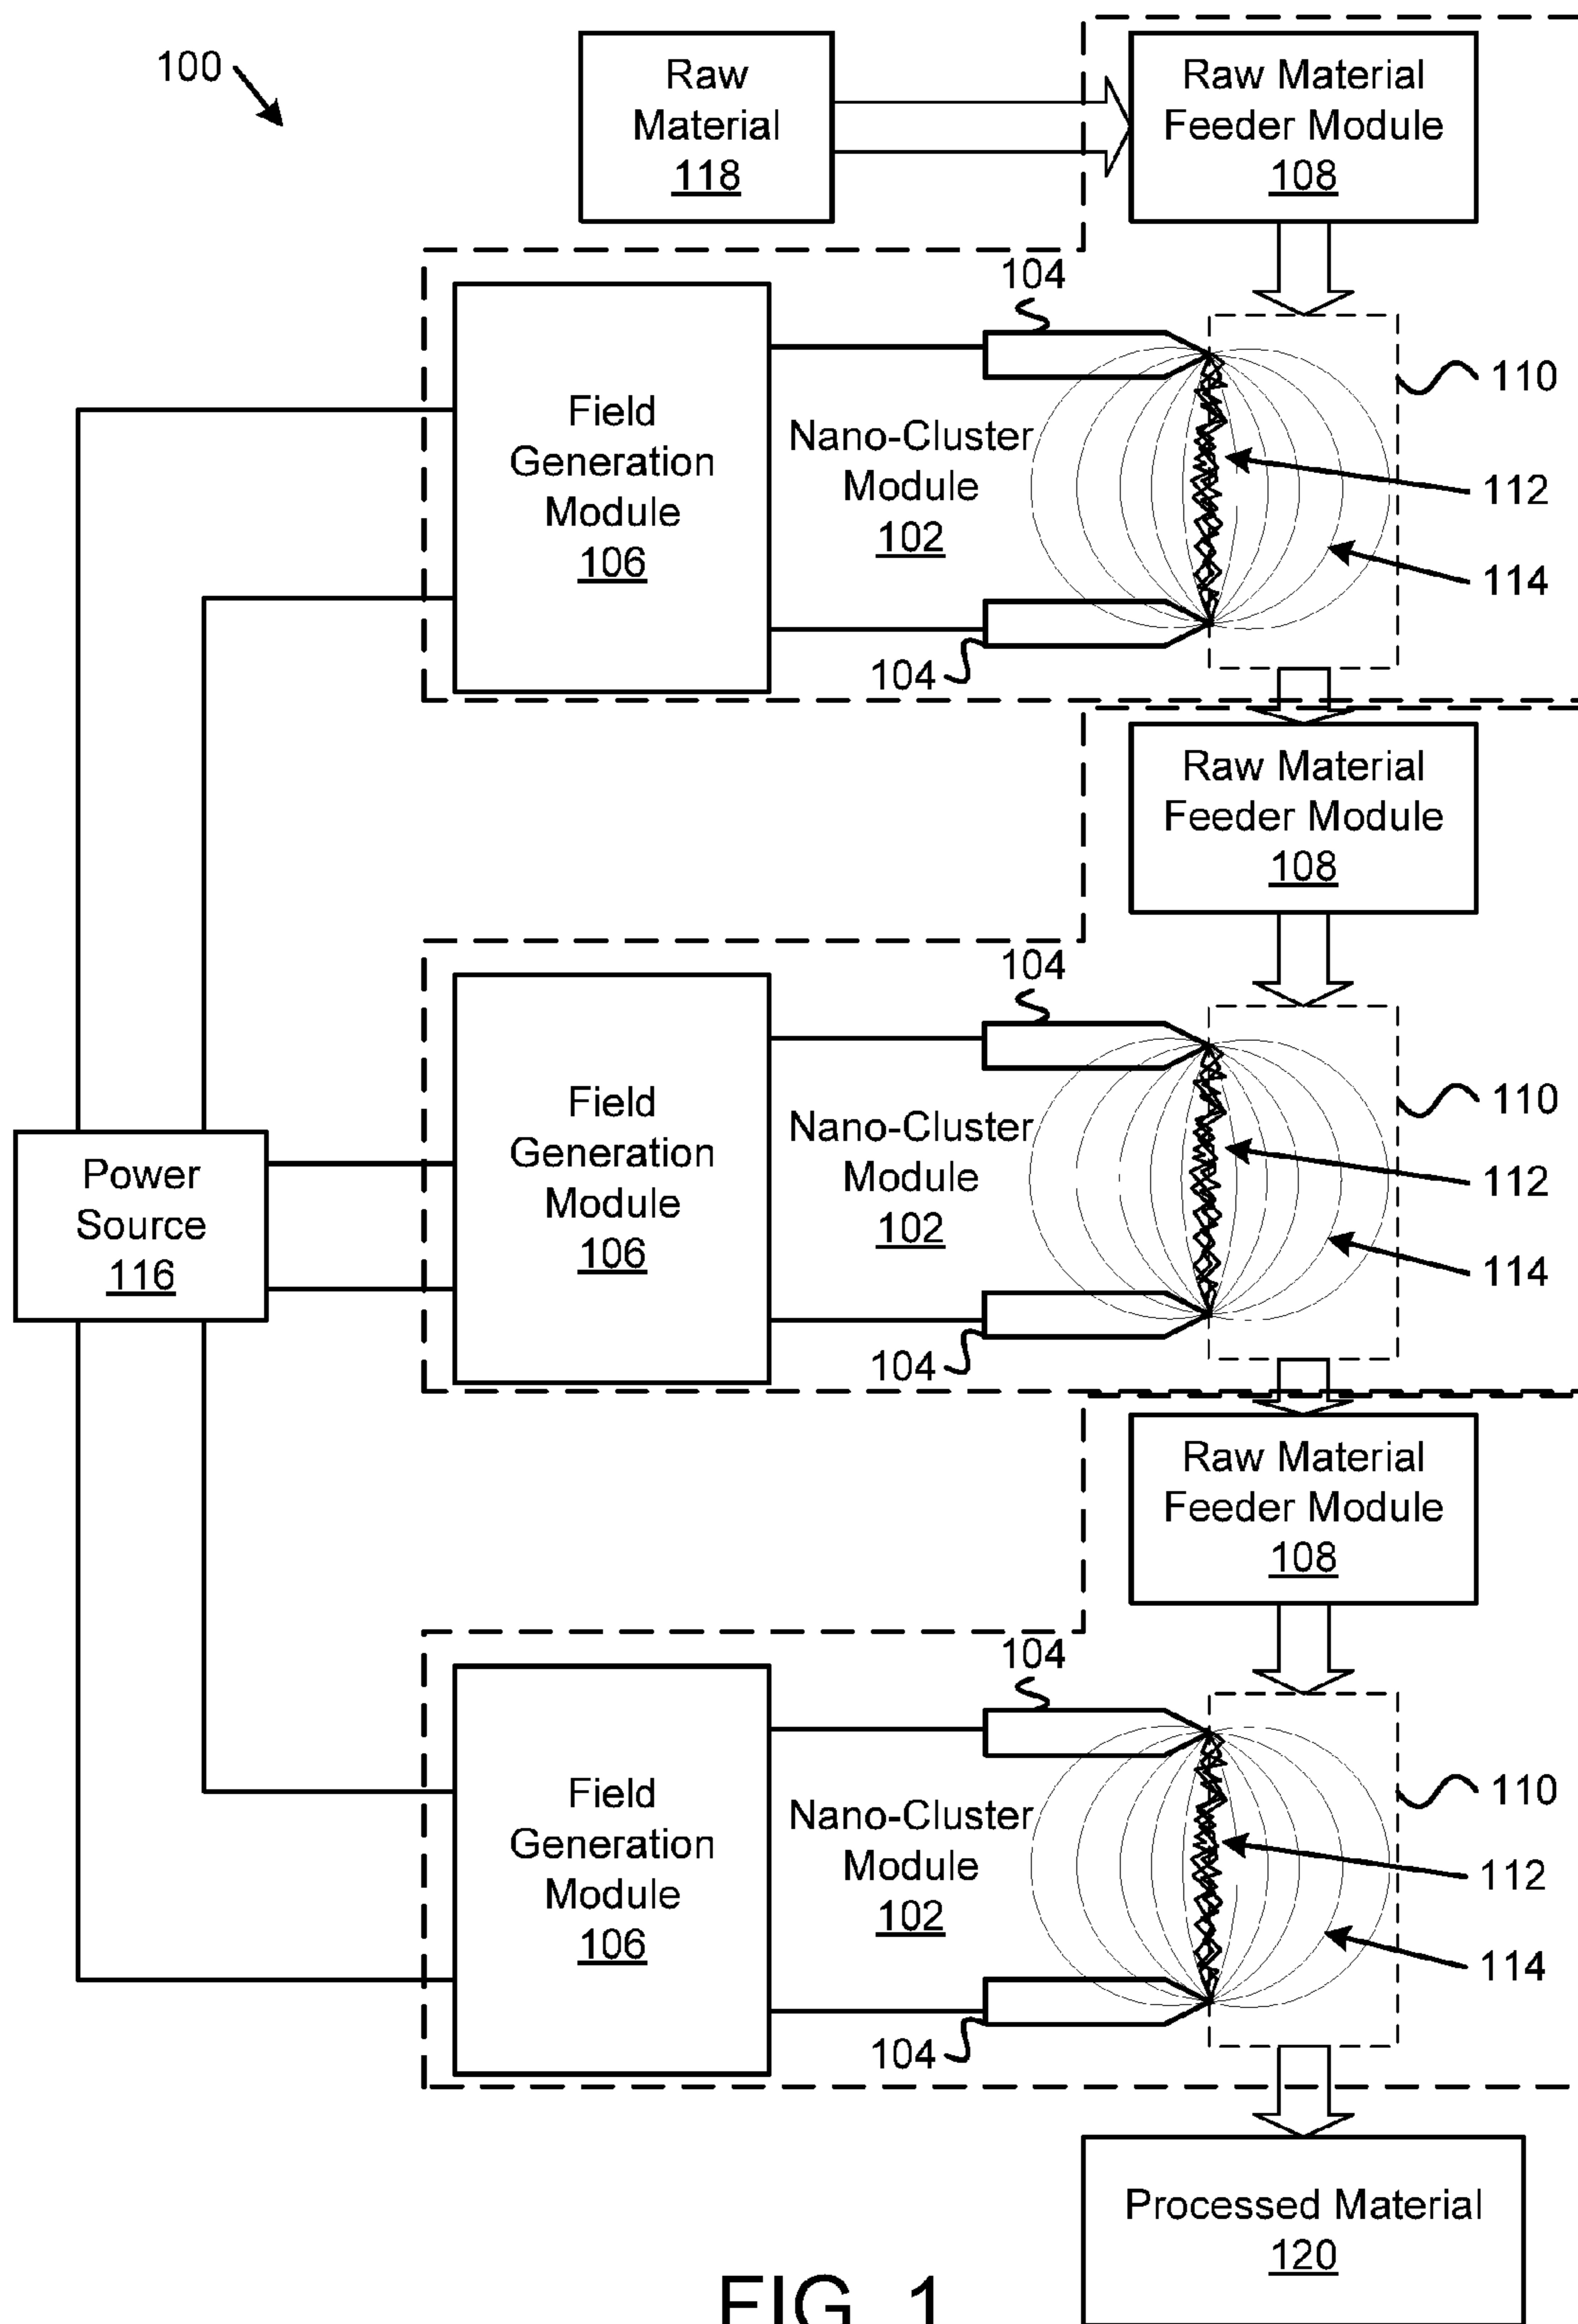 100
Raw
Material
118
Raw Material
Feeder Module
108
104
Field
Generation
Module
106
Nano-Cluster
Module
102
110
112
114
104
Raw Material
Feeder Module
108
104
Field
Generation
Module
106
Nano-Cluster
Module
102
110
112
114
104
Power
Source
116
Raw Material
Feeder Module
108
104
Field
Generation
Module
106
Nano-Cluster
Module
102
110
112
114
104
Processed Material
120
FIG. 1